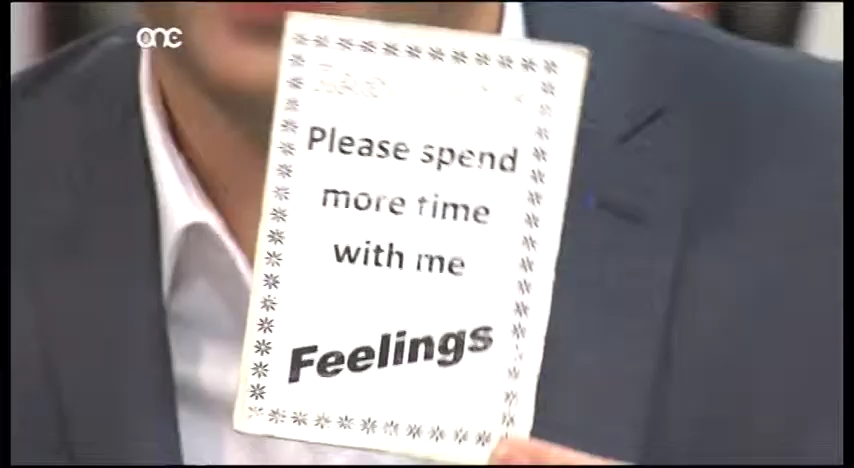 one
Please spend
more time
with me
Feelings